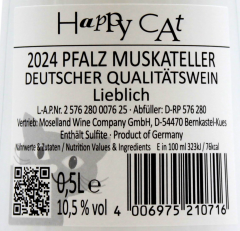 Happy CAt
2024 PFALZ MUSKATELLER
DEUTSCHER QUALITÄTSWEIN
Lieblich
L-A.P.Nr. 2 576 280 0076 25 · Abfüller: D-RP 576 280
Vertrieb: Moselland Wine Company GmbH, D-54470 Bernkastel-Kues
Enthält Sulfite · Product of Germany
Nährwerte & Zutaten / Nutrition Values & Ingredients
E in 100 ml 323kJ / 76kcal
0,5L e
10,5 % vol
4 006975 210716